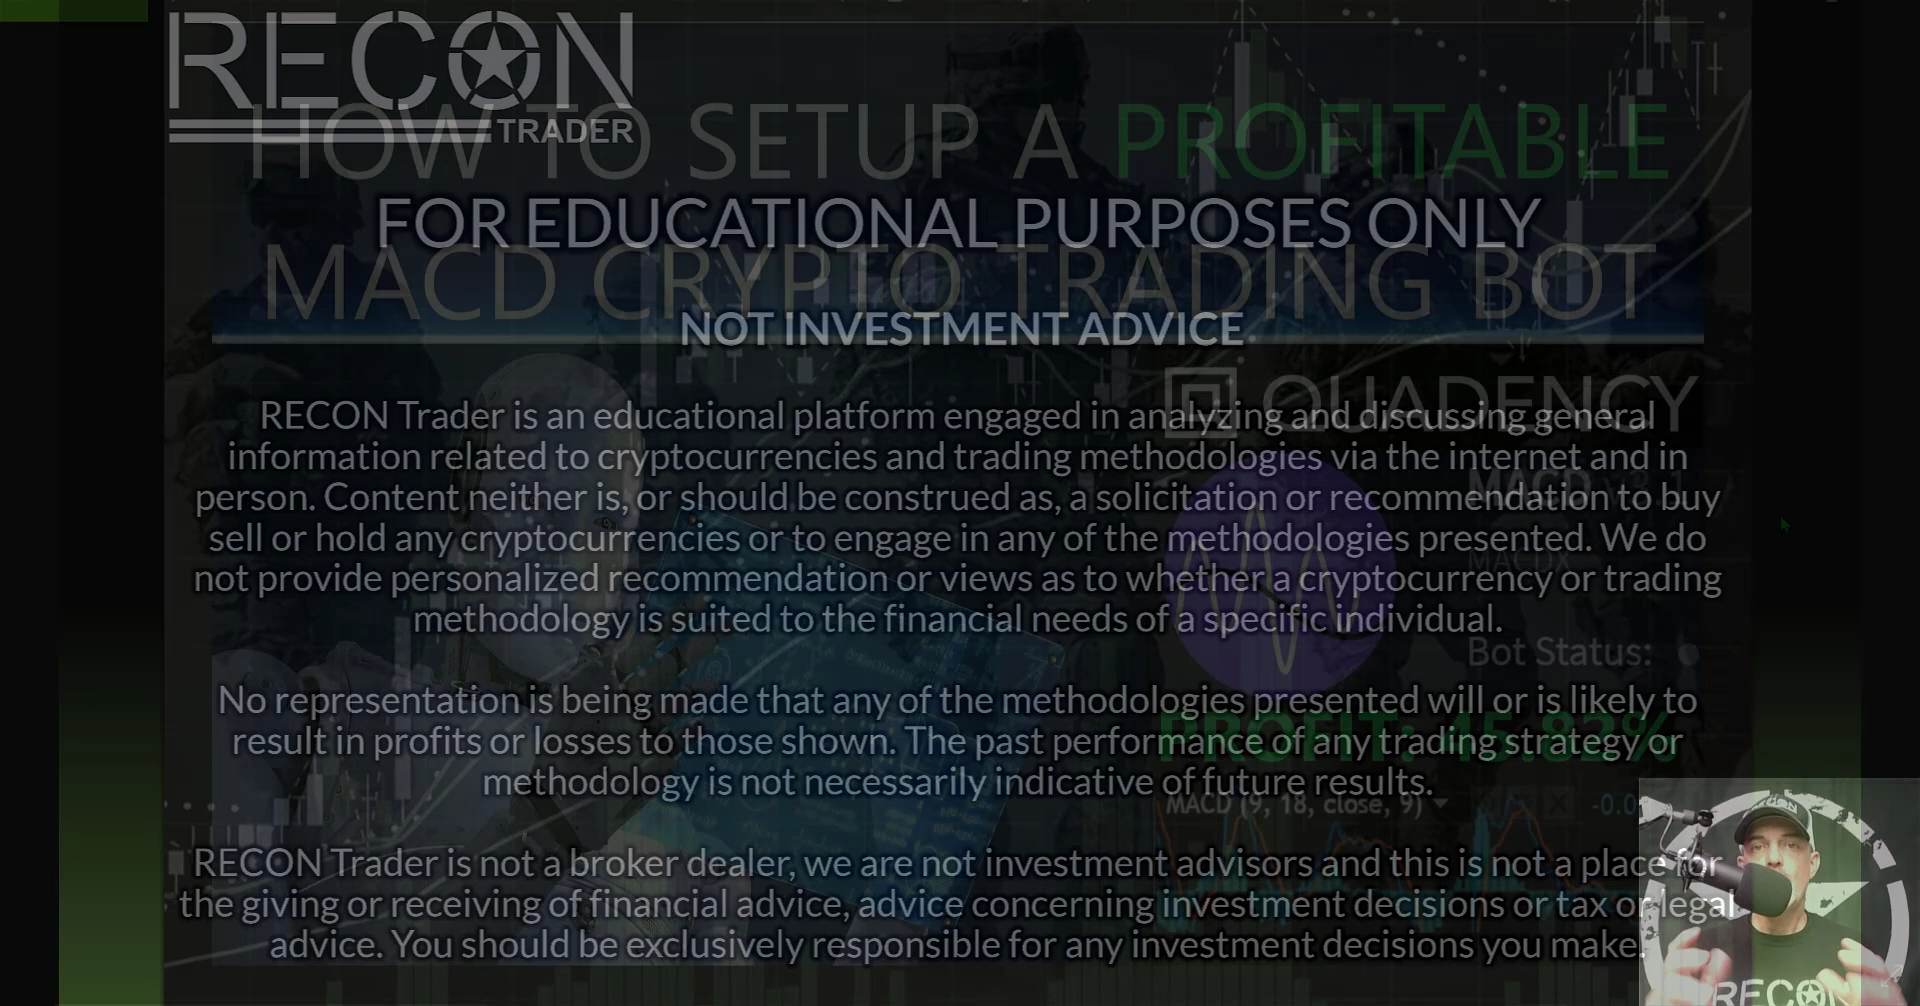 RECON
TRADER
HOW TO SETUP A PROFITABLE
FOR EDUCATIONAL PURPOSES ONLY
MACD CRYPTO TRADING BOT
NOT INVESTMENT ADVICE
QUADENCY
RECON Trader is an educational platform engaged in analyzing and discussing general
information related to cryptocurrencies and trading methodologies via the internet and in
person. Content neither is, or should be construed as, a solicitation or recommendation to buy
sell or hold any cryptocurrencies or to engage in any of the methodologies presented. We do
not provide personalized recommendation or views as to whether a cryptocurrency or trading
methodology is suited to the financial needs of a specific individual.
MACD
MACDX
Bot Status:
No representation is being made that any of the methodologies presented will or is likely to
result in profits or losses to those shown. The past performance of any trading strategy or
methodology is not necessarily indicative of future results.
PROFIT: 45.82%
MACD (9, 18, close, 9)
RECON Trader is not a broker dealer, we are not investment advisors and this is not a place for
the giving or receiving of financial advice, advice concerning investment decisions or tax or legal
advice. You should be exclusively responsible for any investment decisions you make.
RECON